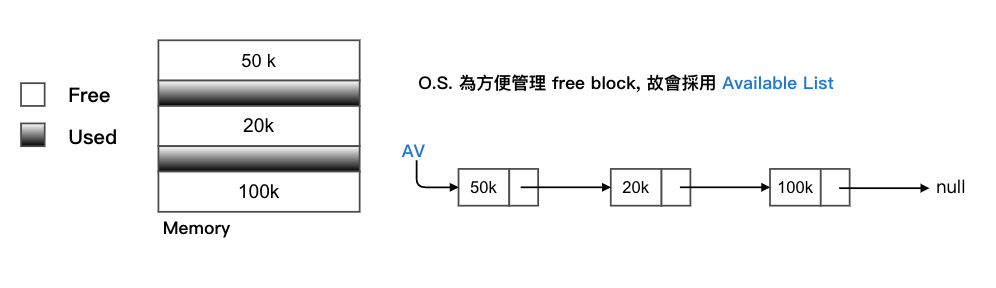 Free
Used
50 k
20k
100k
Memory
O.S. 為方便管理 free block, 故會採用 Available List
AV
50k
20k
100k
null